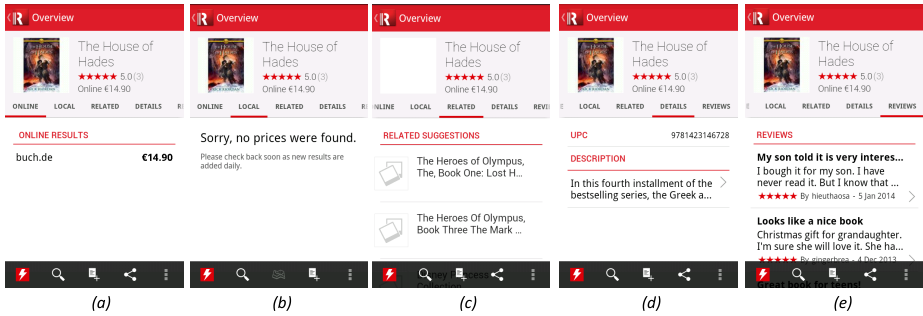 Overview
The House of
Hades
★★★★★ 5.0(3)
Online €14.90
ONLINE LOCAL RELATED DETAILS
ONLINE RESULTS
buch.de €14.90
(a)
Overview
The House of
Hades
★★★★★ 5.0(3)
Online €14.90
ONLINE LOCAL RELATED DETAILS
Sorry, no prices were found.
Please check back soon as new results are
added daily.
(b)
Overview
The House of
Hades
★★★★★ 5.0(3)
Online €14.90
LOCAL RELATED DETAILS
RELATED SUGGESTIONS
The Heroes of Olympus,
The, Book One: Lost H...
The Heroes Of Olympus,
Book Three The Mark ...
Disney Princess
Collection
(c)
Overview
The House of
Hades
★★★★★ 5.0(3)
Online €14.90
LOCAL RELATED DETAILS REVIEWS
UPC 9781423146728
DESCRIPTION
In this fourth installment of the
bestselling series, the Greek a...
(d)
Overview
The House of
Hades
★★★★★ 5.0(3)
Online €14.90
LOCAL RELATED DETAILS REVIEWS
REVIEWS
My son told it is very interes...
I bought it for my son. I have
never read it. But I know that ...
★★★★★ By hieuthaosa - 5 Jan 2014
Looks like a nice book
Christmas gift for grandaughter.
I'm sure she will love it. She ha...
★★★★★ By gingerbrea - 4 Dec 2013
Great book for teens!
(e)